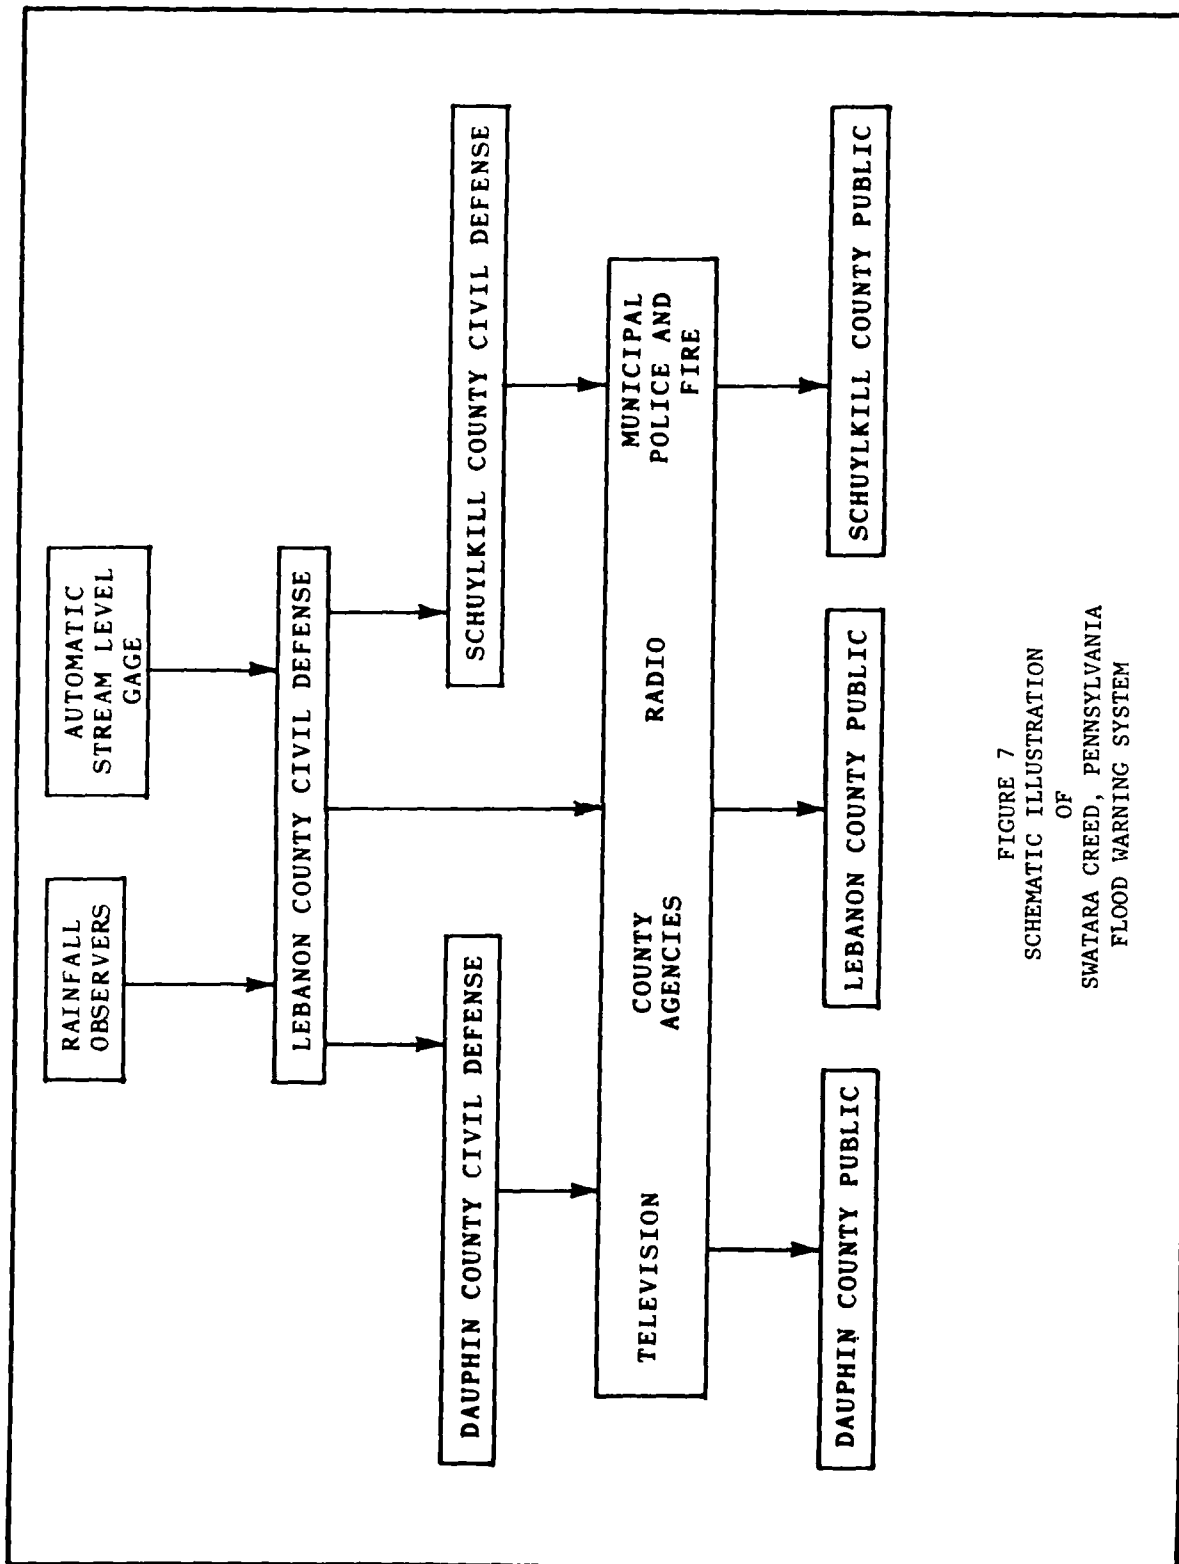 RAINFALL
OBSERVERS
AUTOMATIC
STREAM LEVEL
GAGE
LEBANON COUNTY CIVIL DEFENSE
DAUPHIN COUNTY CIVIL DEFENSE
SCHUYLKILL COUNTY CIVIL DEFENSE
TELEVISION
COUNTY
AGENCIES
RADIO
MUNICIPAL
POLICE AND
FIRE
DAUPHIN COUNTY PUBLIC
LEBANON COUNTY PUBLIC
SCHUYLKILL COUNTY PUBLIC
FIGURE 7
SCHEMATIC ILLUSTRATION
OF
SWATARA CREED, PENNSYLVANIA
FLOOD WARNING SYSTEM